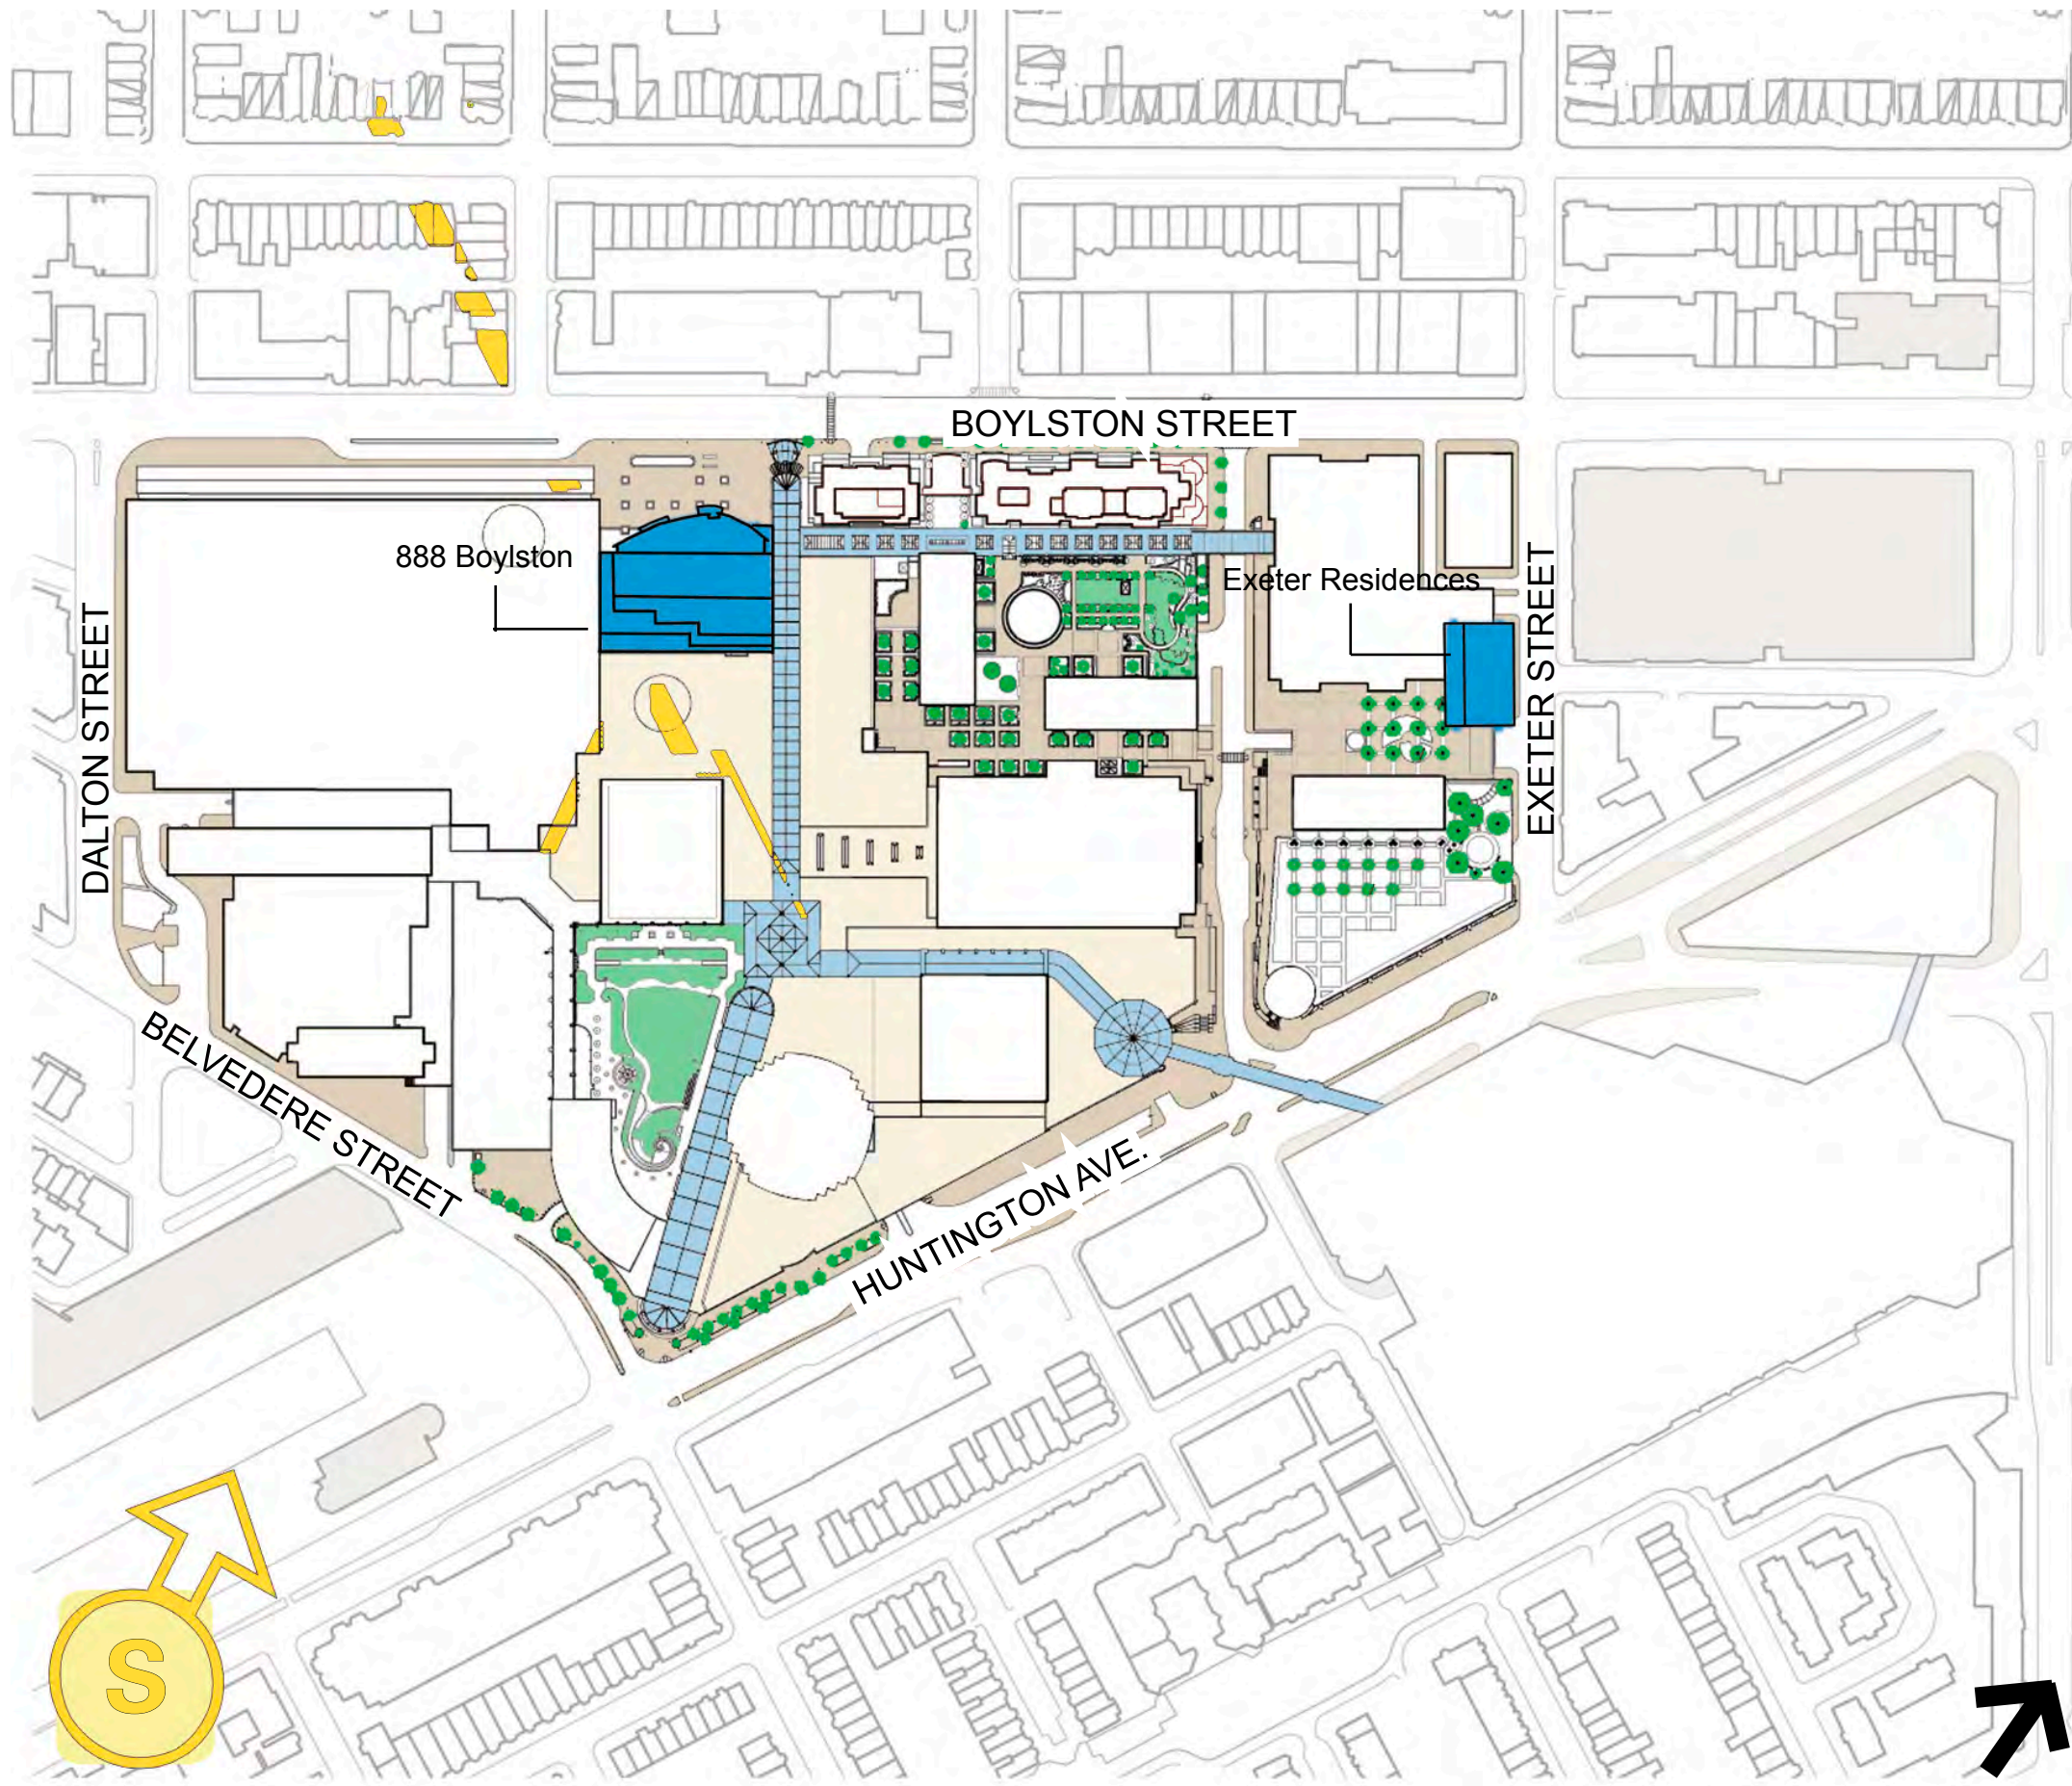 BOYLSTON STREET
888 Boylston
Exeter Residences
DALTON STREET
EXETER STREET
BELVEDERE STREET
HUNTINGTON AVE.
S